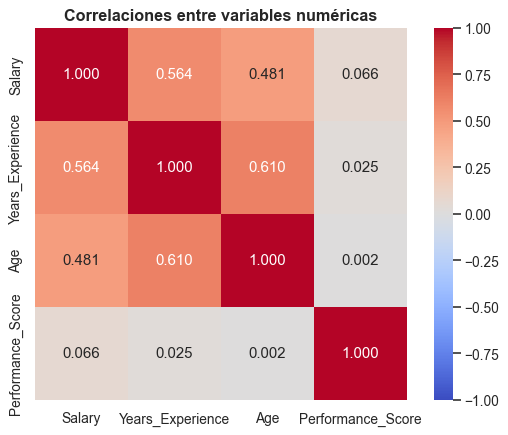 Correlaciones entre variables numéricas
Salary
1.000 0.564 0.481 0.066
Years_Experience
0.564 1.000 0.610 0.025
Age
0.481 0.610 1.000 0.002
Performance_Score
0.066 0.025 0.002 1.000
Salary Years_Experience Age Performance_Score
1.00
0.75
0.50
0.25
0.00
−0.25
−0.50
−0.75
−1.00